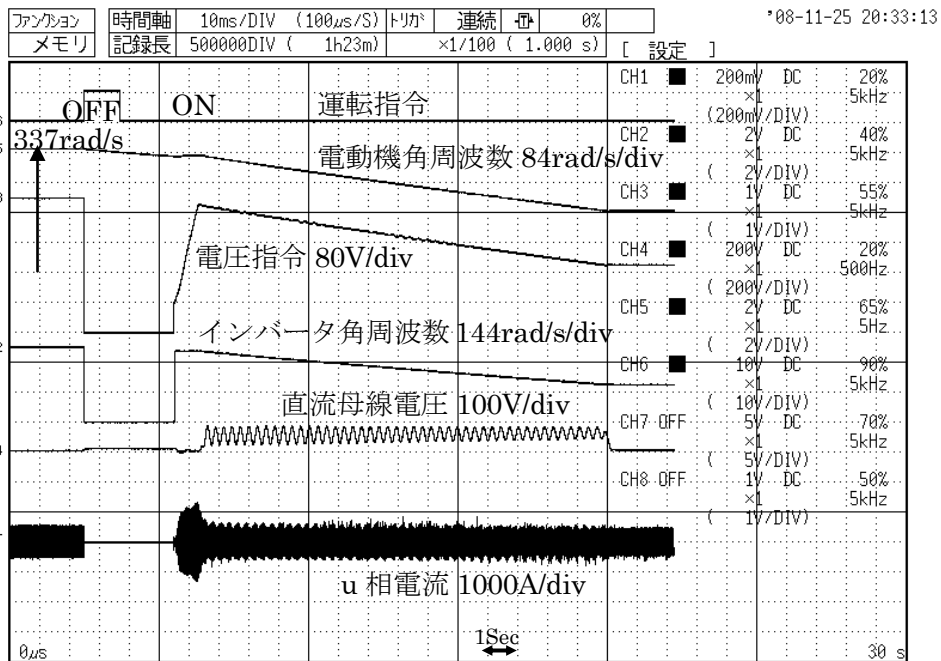 ファンクション 時間軸 10ms/DIV (100μs/S) トリガ 連続 T 0% '08-11-25 20:33:13
メモリ 記録長 500000DIV ( 1h23m) ×1/100 ( 1.000 s) [ 設定 ]
CH1 200mV DC 20%
×1 5kHz
(200mV/DIV)
OFF ON 運転指令
CH2 2V DC 40%
×1 5kHz
( 2V/DIV)
337rad/s
電動機角周波数 84rad/s/div
CH3 1V DC 55%
×1 5kHz
( 1V/DIV)
CH4 200V DC 20%
×1 500Hz
( 200V/DIV)
電圧指令 80V/div
CH5 2V DC 65%
×1 5Hz
( 2V/DIV)
インバータ角周波数 144rad/s/div
CH6 10V DC 90%
×1 5kHz
( 10V/DIV)
直流母線電圧 100V/div
CH7 OFF 5V DC 70%
×1 5kHz
( 5V/DIV)
CH8 OFF 1V DC 50%
×1 5kHz
( 1V/DIV)
u 相電流 1000A/div
1Sec
0μs 30 s